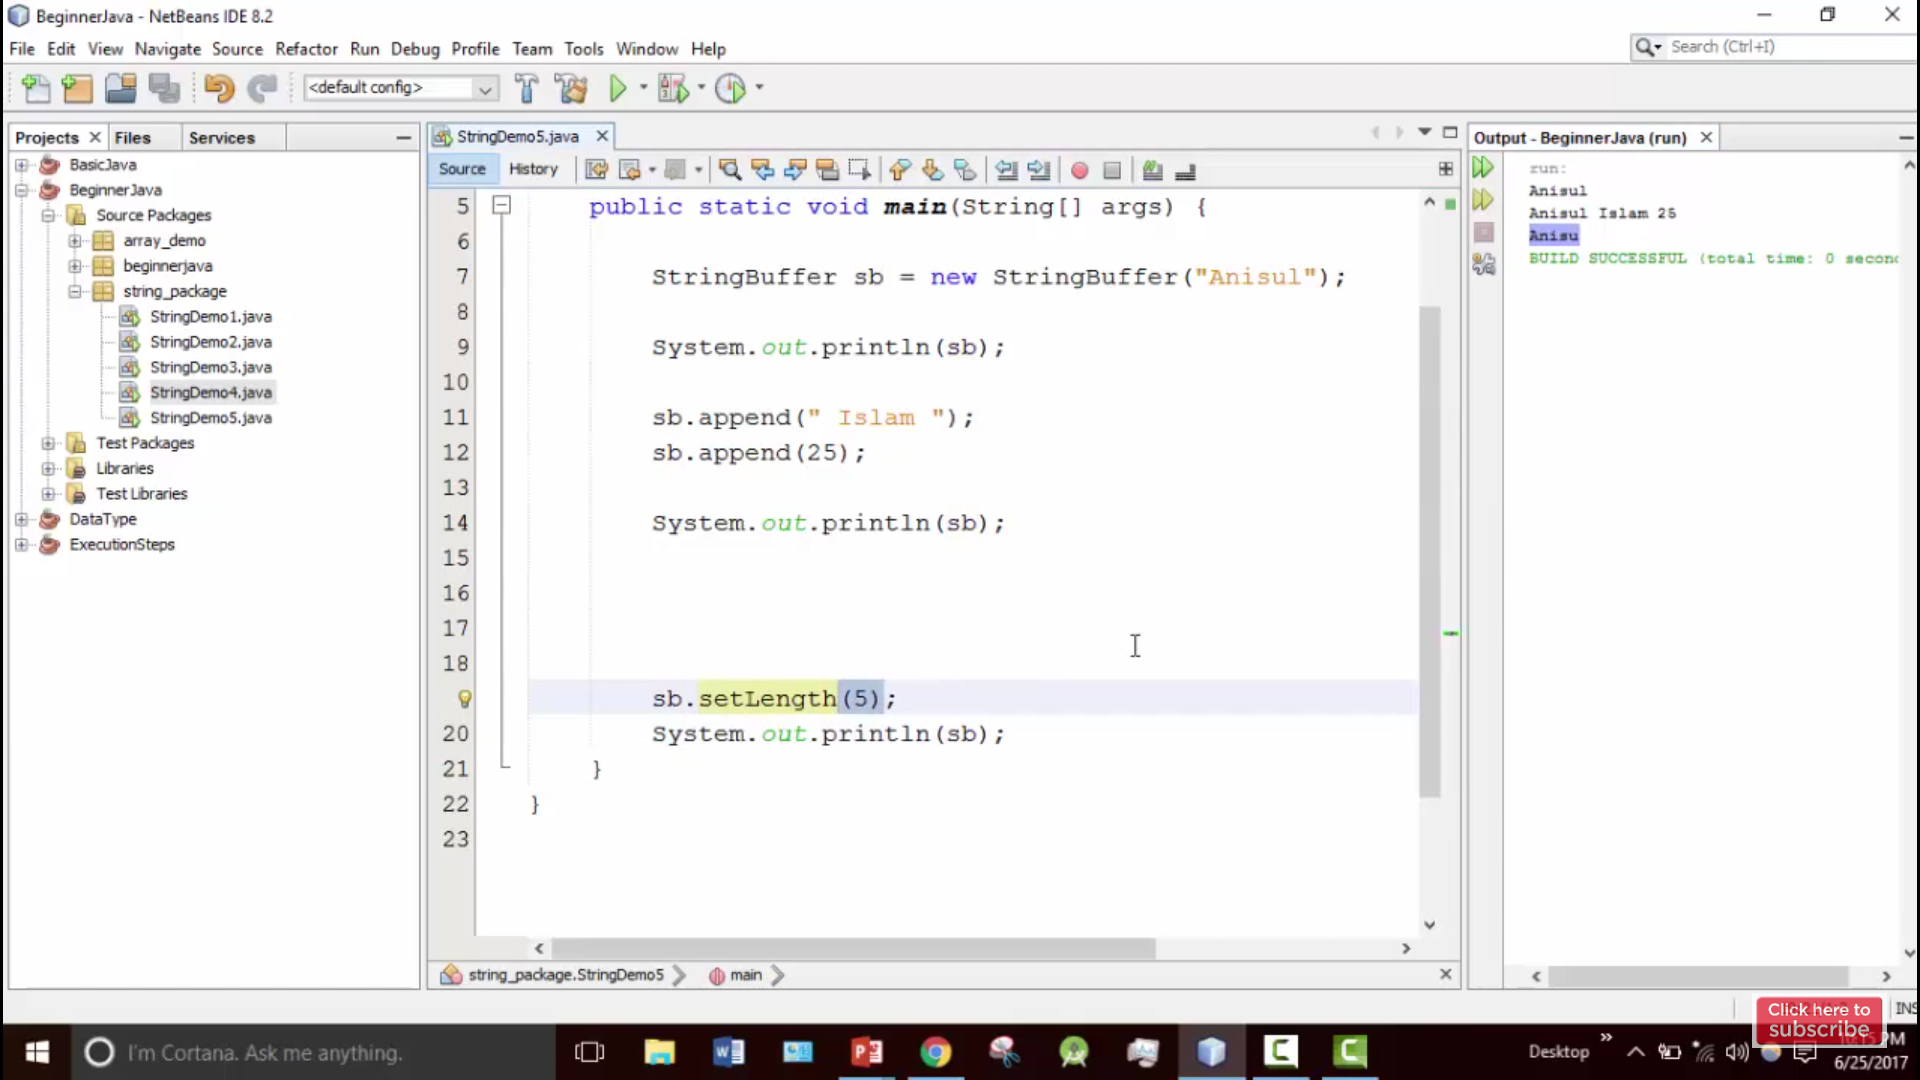 BeginnerJava - NetBeans IDE 8.2
File Edit View Navigate Source Refactor Run Debug Profile Team Tools Window Help
Search (Ctrl+I)
<default config>
Projects Files Services
BasicJava
BeginnerJava
Source Packages
array_demo
beginnerjava
string_package
StringDemo1.java
StringDemo2.java
StringDemo3.java
StringDemo4.java
StringDemo5.java
Test Packages
Libraries
Test Libraries
DataType
ExecutionSteps
StringDemo5.java
Source History
5 public static void main(String[] args) {
6
7 StringBuffer sb = new StringBuffer("Anisul");
8
9 System.out.println(sb);
10
11 sb.append(" Islam ");
12 sb.append(25);
13
14 System.out.println(sb);
15
16
17
18
sb.setLength(5);
20 System.out.println(sb);
21 }
22 }
23
string_package.StringDemo5 main
Output - BeginnerJava (run)
run:
Anisul
Anisul Islam 25
Anisu
BUILD SUCCESSFUL (total time: 0 secon
INS
Click here to
subscribe
I'm Cortana. Ask me anything.
Desktop
PM
6/25/2017